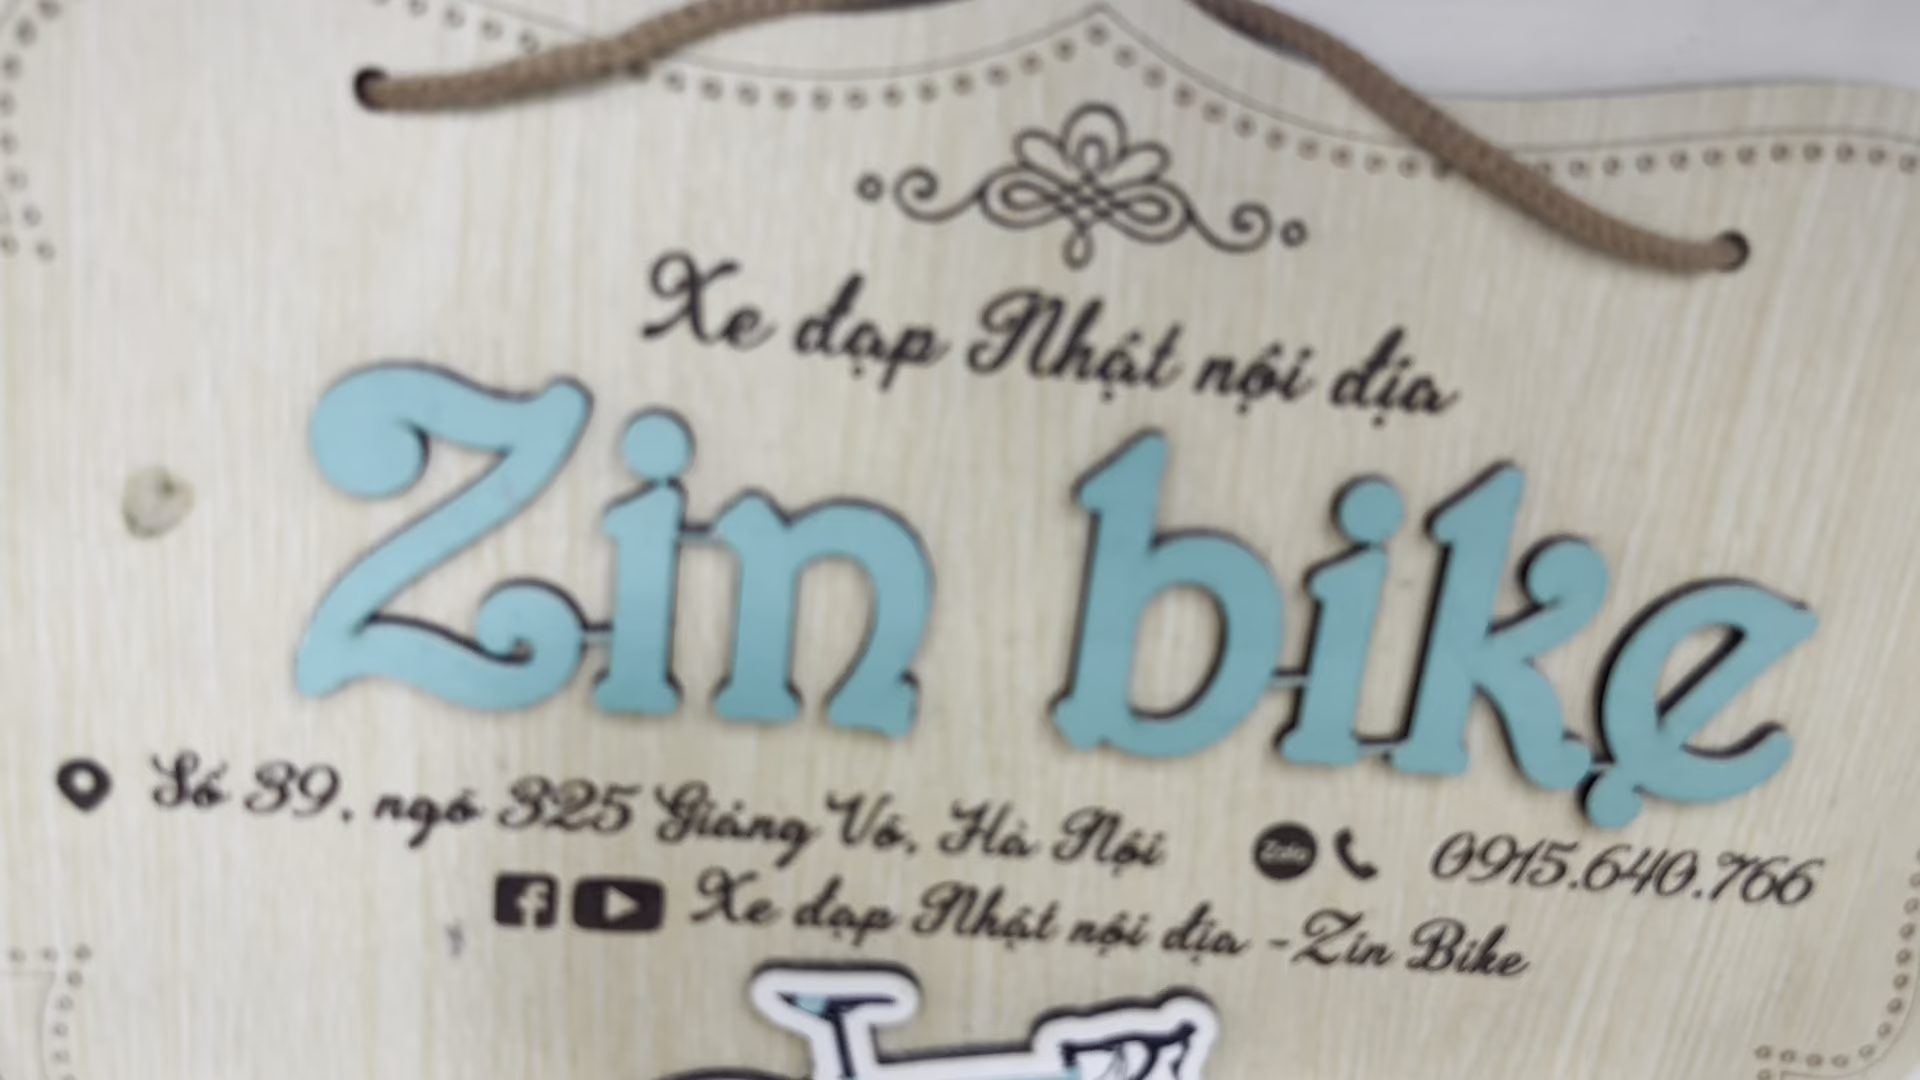 Xe đạp Nhật nội địa
Zin bike
Số 39, ngõ 325 Giảng Võ, Hà Nội Zalo 0915.640.766
Xe đạp Nhật nội địa -Zin Bike